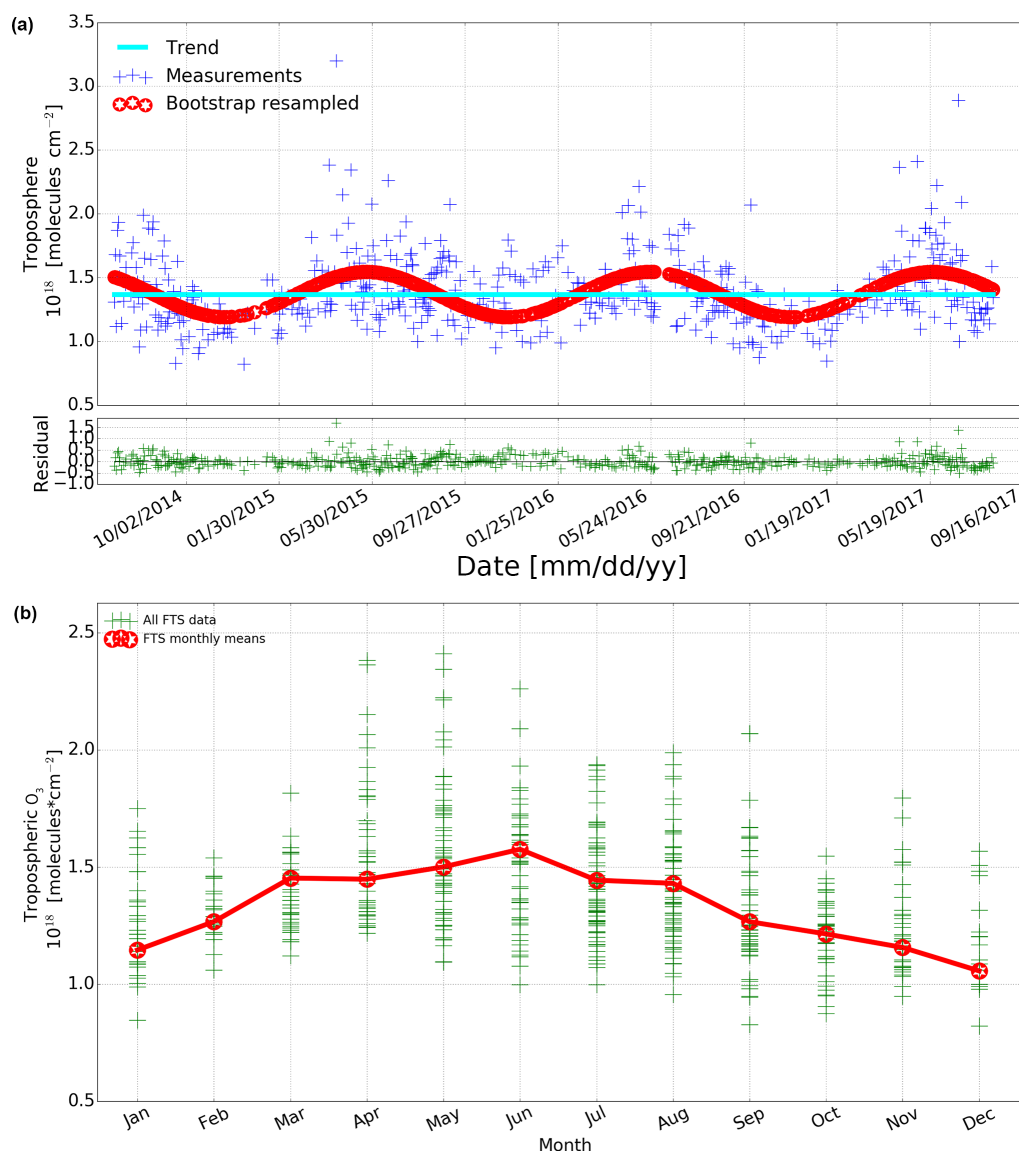 (a)
3.5
3.0
2.5
2.0
1.5
1.0
0.5
Troposphere
10^18 [molecules cm^-2]
Trend
Measurements
Bootstrap resampled
Residual
1.5
1.0
0.5
0.0
−0.5
−1.0
10/02/2014
01/30/2015
05/30/2015
09/27/2015
01/25/2016
05/24/2016
09/21/2016
01/19/2017
05/19/2017
09/16/2017
Date [mm/dd/yy]
(b)
All FTS data
FTS monthly means
2.5
2.0
1.5
1.0
0.5
Tropospheric O3
10^18 [molecules*cm^-2]
Jan
Feb
Mar
Apr
May
Jun
Jul
Aug
Sep
Oct
Nov
Dec
Month